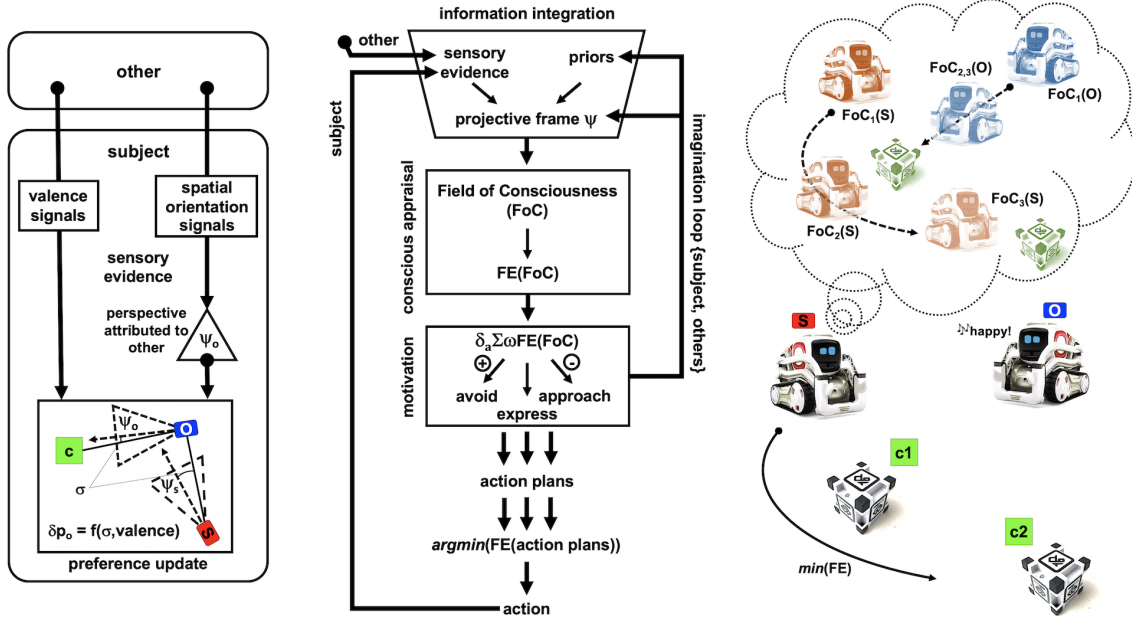 other
subject
valence
signals
spatial
orientation
signals
sensory
evidence
perspective
attributed to
other
ψₒ
ψₒ
O
c
σ
ψₛ
S
δpₒ = f(σ,valence)
preference update
information integration
other
sensory
evidence
priors
projective frame ψ
subject
conscious appraisal
Field of Consciousness
(FoC)
FE(FoC)
motivation
δₐΣωFE(FoC)
+
-
avoid
approach
express
imagination loop {subject, others}
action plans
argmin(FE(action plans))
action
FoC₁(S)
FoC₂,₃(O)
FoC₁(O)
FoC₂(S)
FoC₃(S)
S
O
happy!
c1
c2
min(FE)